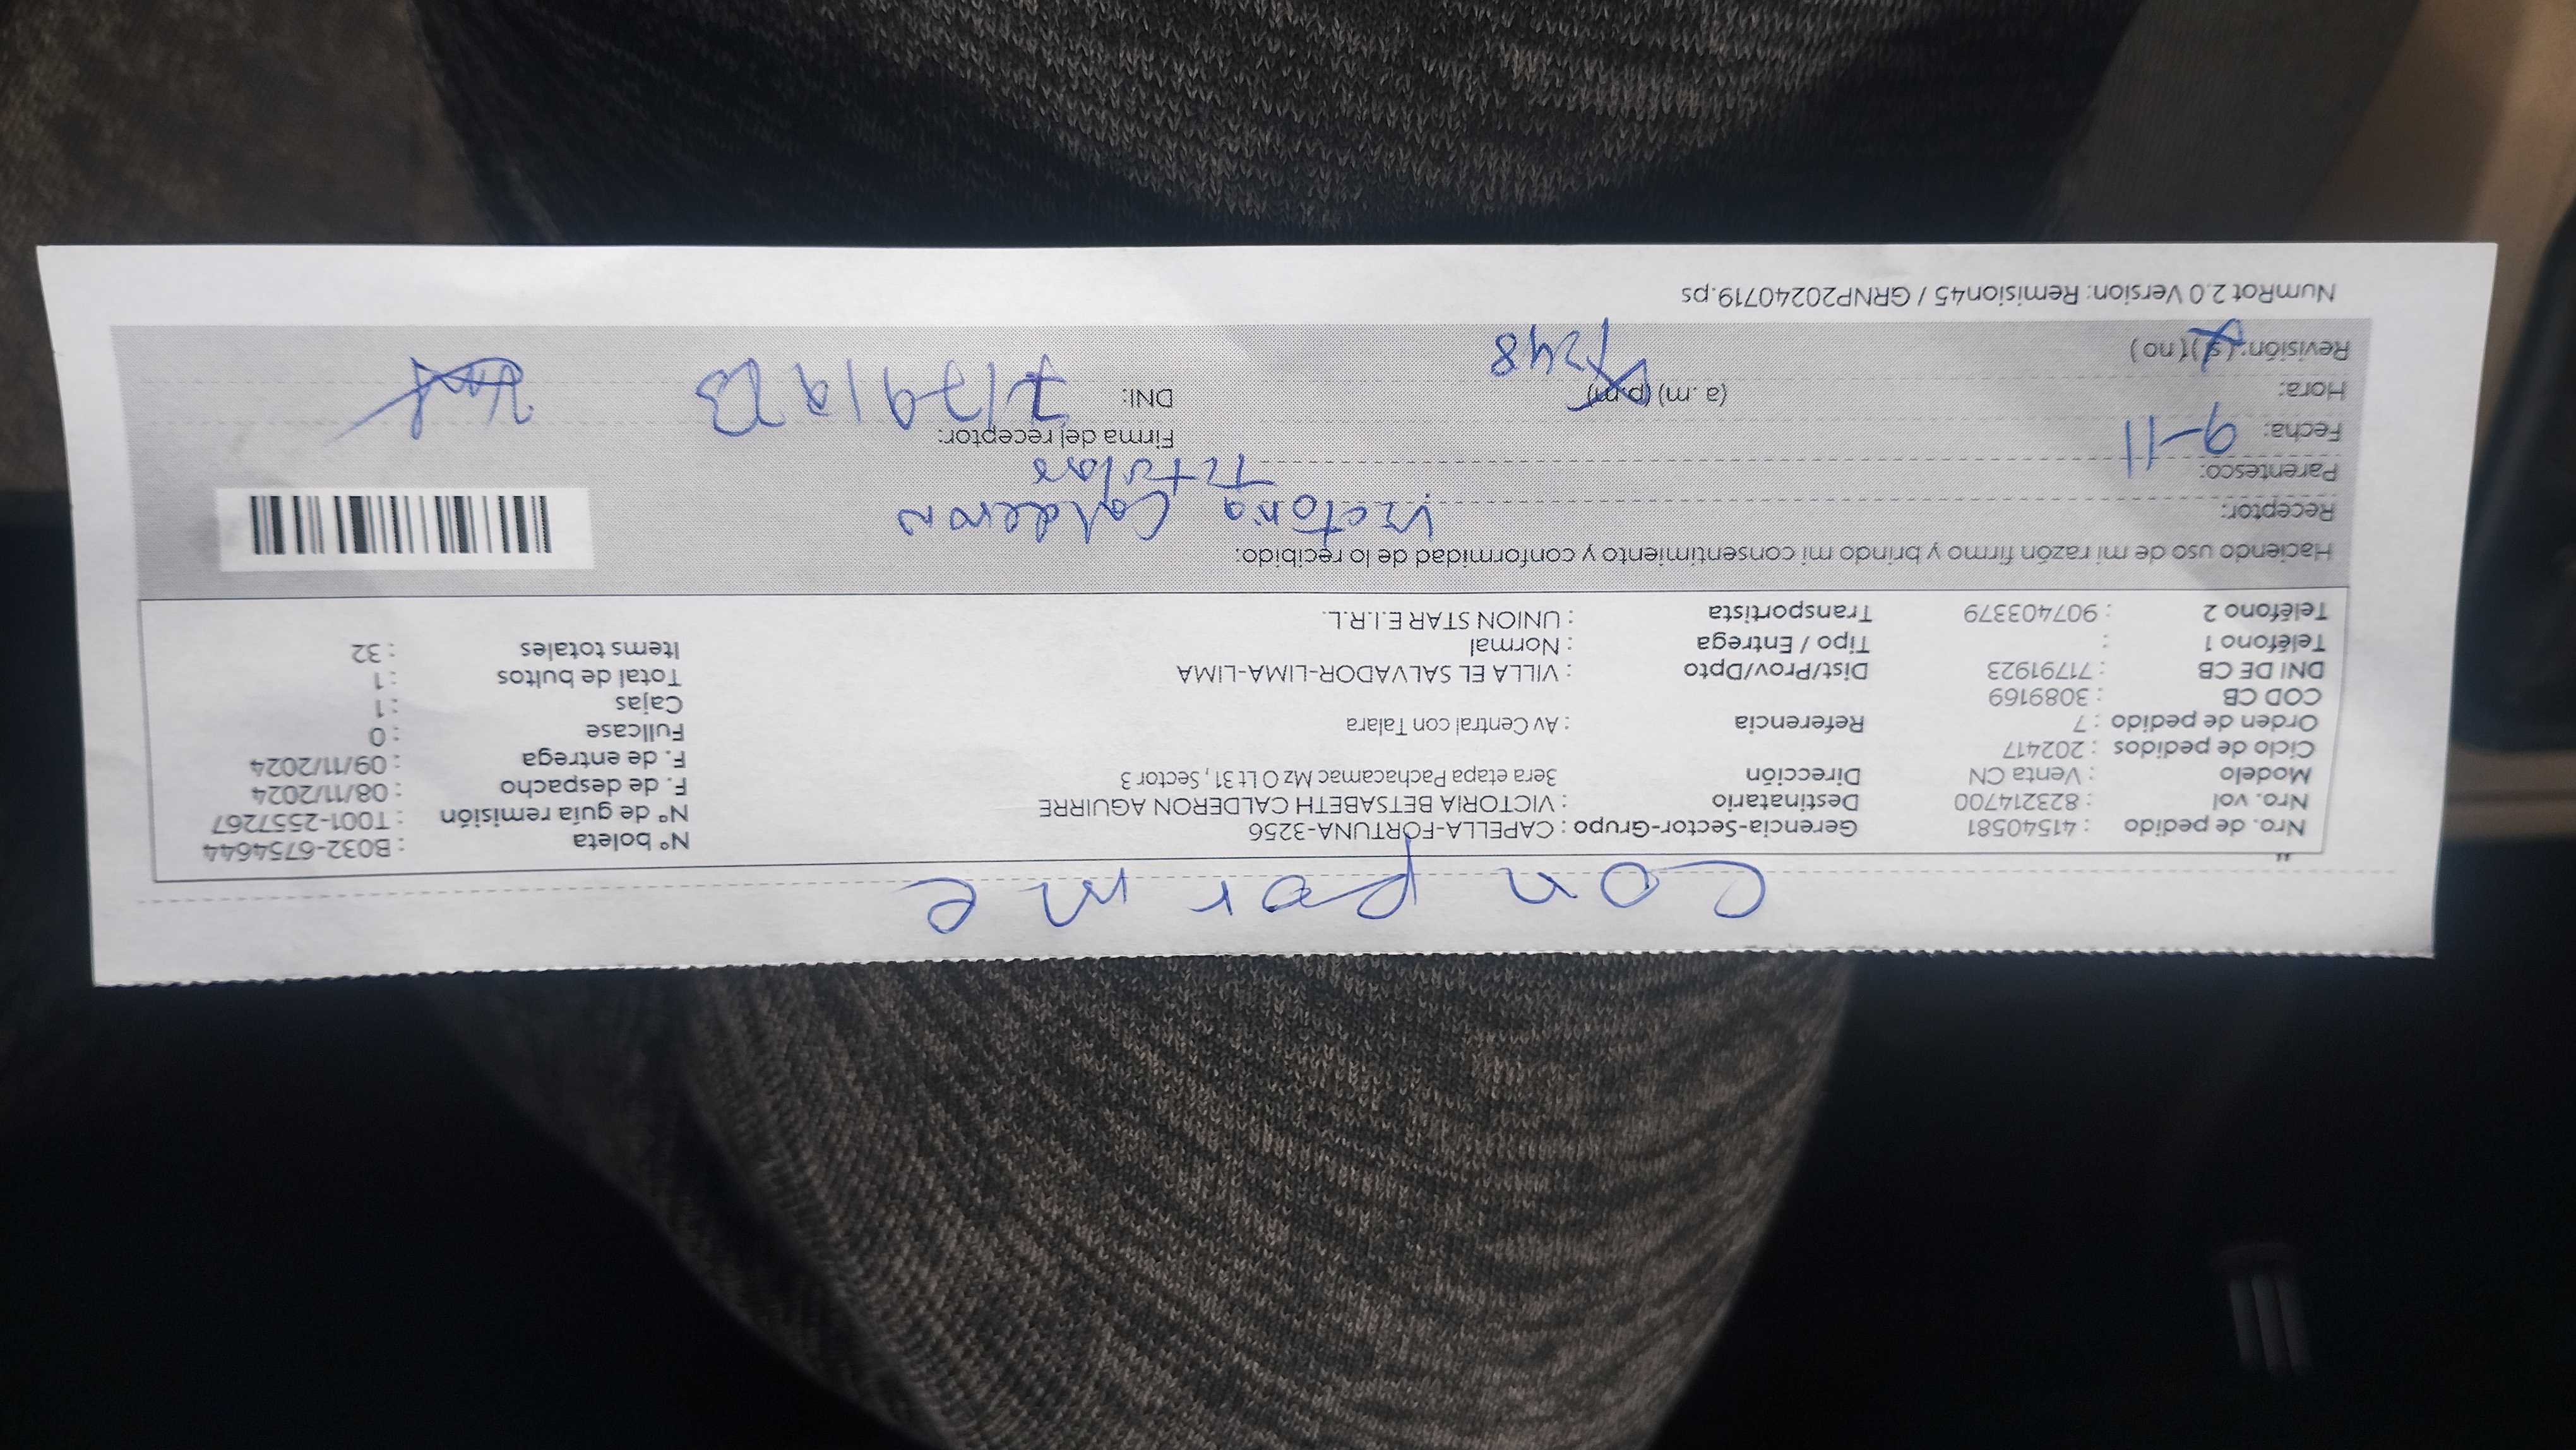 con forme
"
Nro. de pedido : 41540581 Gerencia-Sector-Grupo : CAPELLA-FORTUNA-3256 N° boleta : B032-6754644
Nro. vol : 823214700 Destinatario : VICTORIA BETSABETH CALDERON AGUIRRE N° de guía remisión : T001-2557267
Modelo : Venta CN Dirección 3era etapa Pachacamac Mz O Lt 31 , Sector 3 F. de despacho : 08/11/2024
Ciclo de pedidos : 202417 F. de entrega : 09/11/2024
Orden de pedido : 7 Referencia : Av Central con Talara Fullcase : 0
COD CB : 3089169 Cajas : 1
DNI DE CB : 71791923 Dist/Prov/Dpto : VILLA EL SALVADOR-LIMA-LIMA Total de bultos : 1
Teléfono 1 : Tipo / Entrega : Normal Items totales : 32
Teléfono 2 : 907403379 Transportista : UNION STAR E.I.R.L.
Haciendo uso de mi razón firmo y brindo mi consentimiento y conformidad de lo recibido:
Receptor: Victoria Calderon
Parentesco: Titular
Fecha: 9-11 Firma del receptor:
Hora: (a .m) (p.m) 1248 DNI: 71791923
Revisión: (s)(no)
NumRot 2.0 Version: Remision45 / GRNP20240719.ps